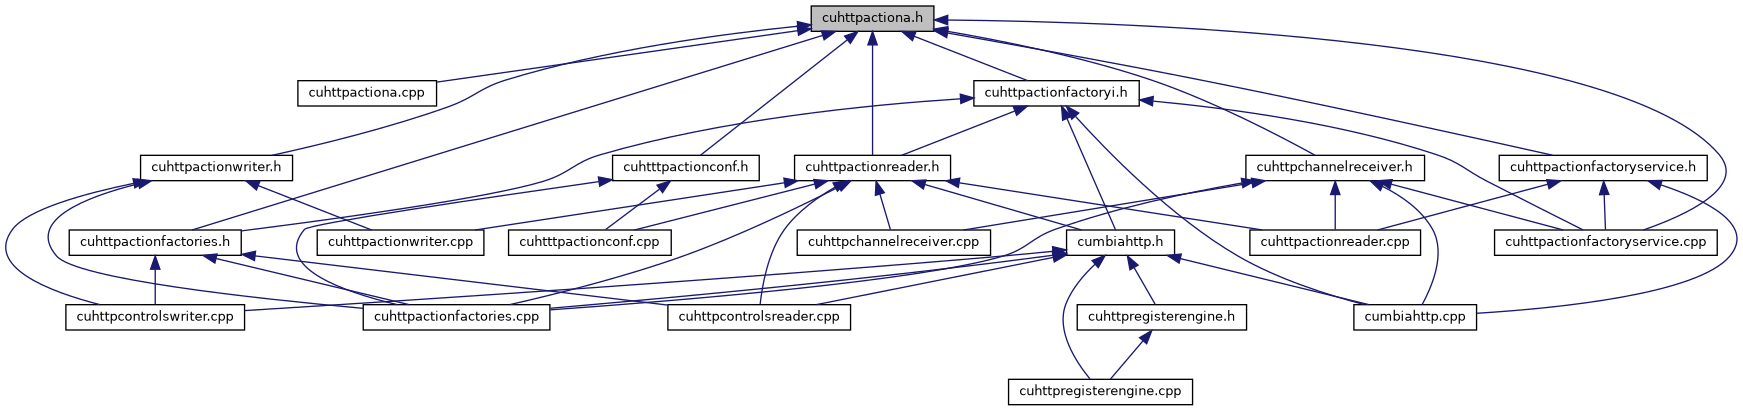 cuhttpactiona.h
cuhttpactiona.cpp
cuhttpactionfactoryi.h
cuhttpactionwriter.h
cuhtttpactionconf.h
cuhttpactionreader.h
cuhttpchannelreceiver.h
cuhttpactionfactoryservice.h
cuhttpactionfactories.h
cuhttpactionwriter.cpp
cuhtttpactionconf.cpp
cuhttpchannelreceiver.cpp
cumbiahttp.h
cuhttpactionreader.cpp
cuhttpactionfactoryservice.cpp
cuhttpcontrolswriter.cpp
cuhttpactionfactories.cpp
cuhttpcontrolsreader.cpp
cuhttpregisterengine.h
cumbiahttp.cpp
cuhttpregisterengine.cpp